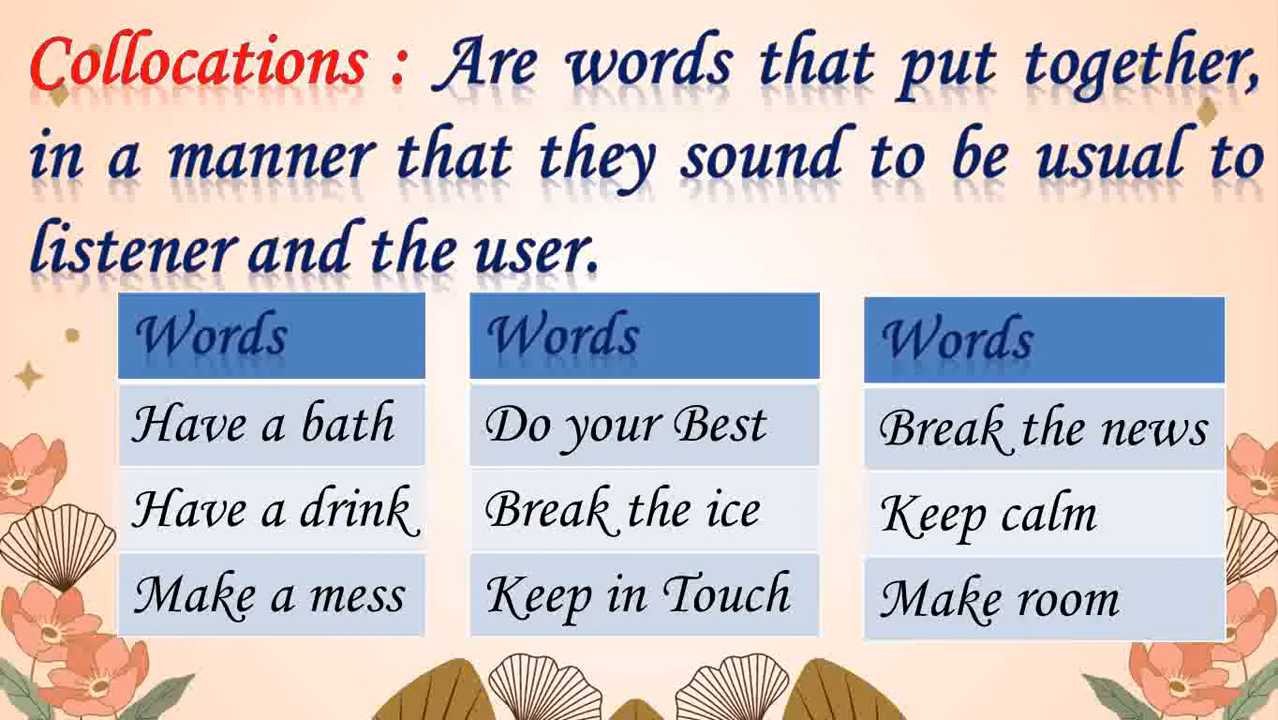 Collocations : Are words that put together,
in a manner that they sound to be usual to
listener and the user.
Words
Have a bath
Have a drink
Make a mess
Words
Do your Best
Break the ice
Keep in Touch
Words
Break the news
Keep calm
Make room